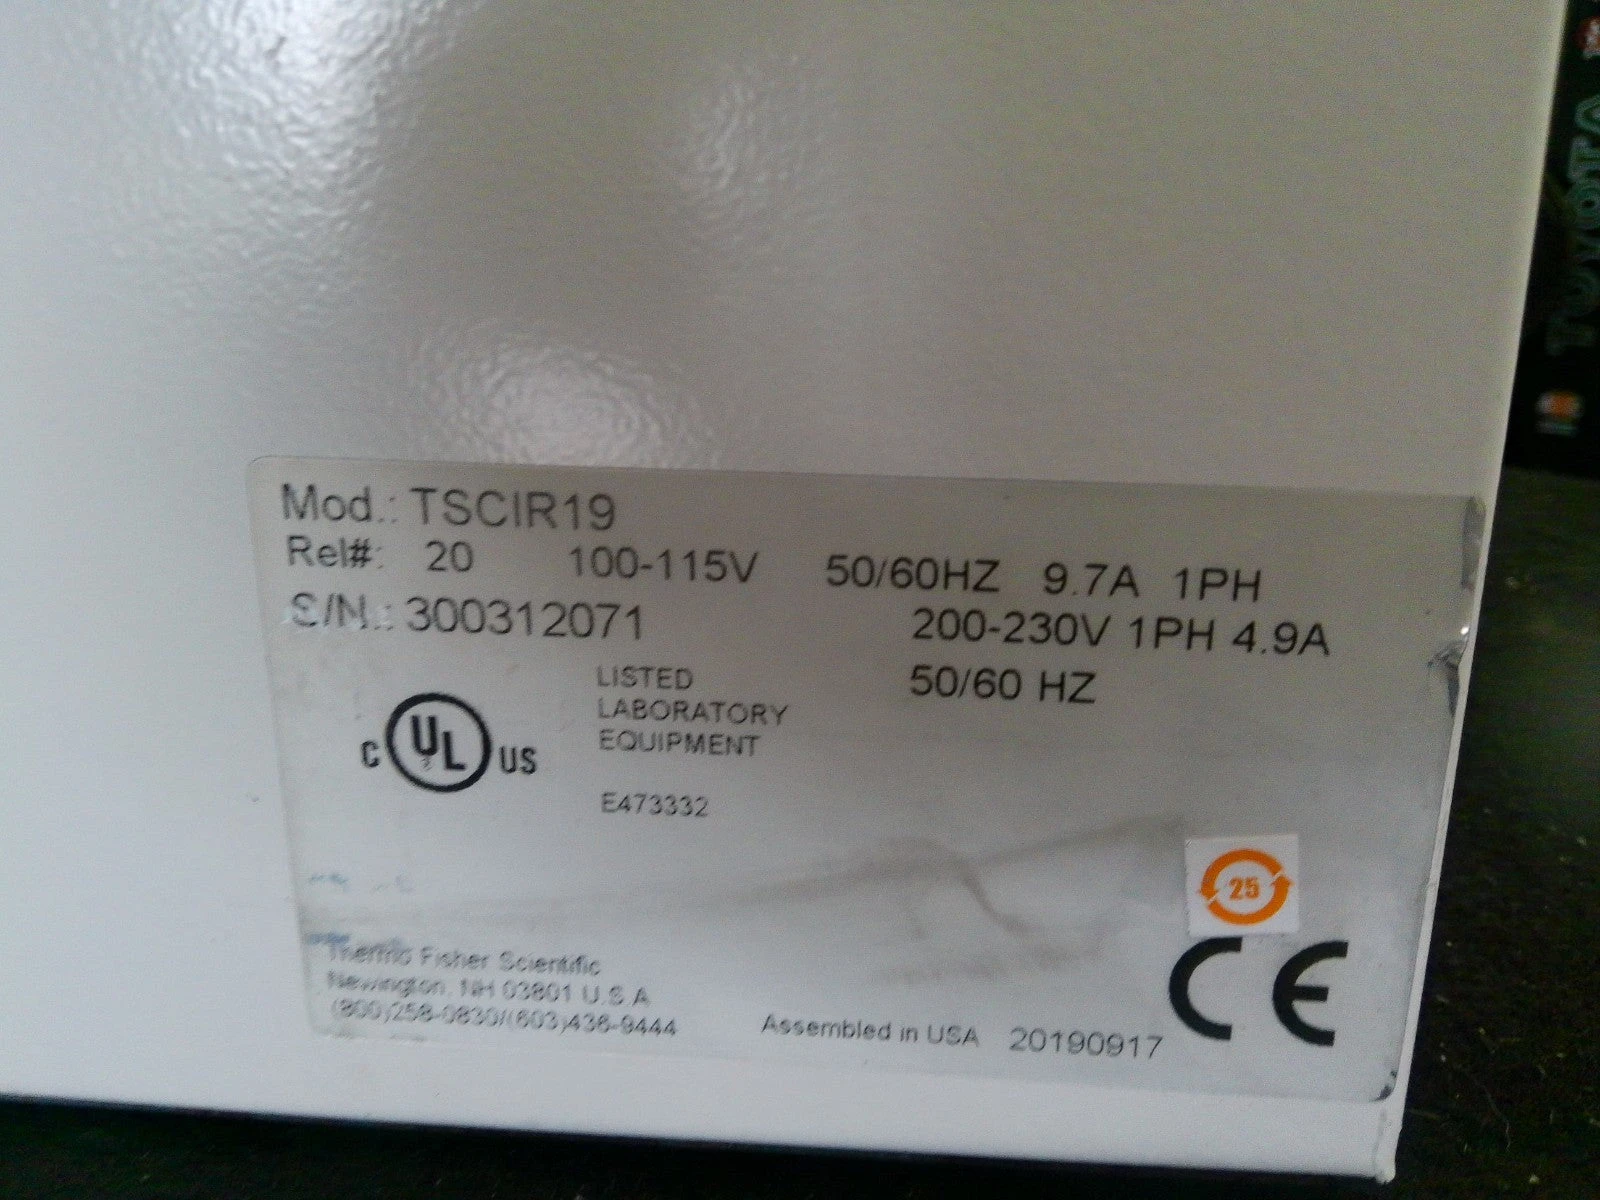 Mod.: TSCIR19
Rel#: 20 100-115V 50/60HZ 9.7A 1PH
S/N.: 300312071 200-230V 1PH 4.9A
50/60 HZ
C UL US
LISTED
LABORATORY
EQUIPMENT
E473332
25
CE
Thermo Fisher Scientific
Newington, NH 03801 U.S.A
(800)258-0830/(603)436-9444
Assembled in USA 20190917
TOYOTA